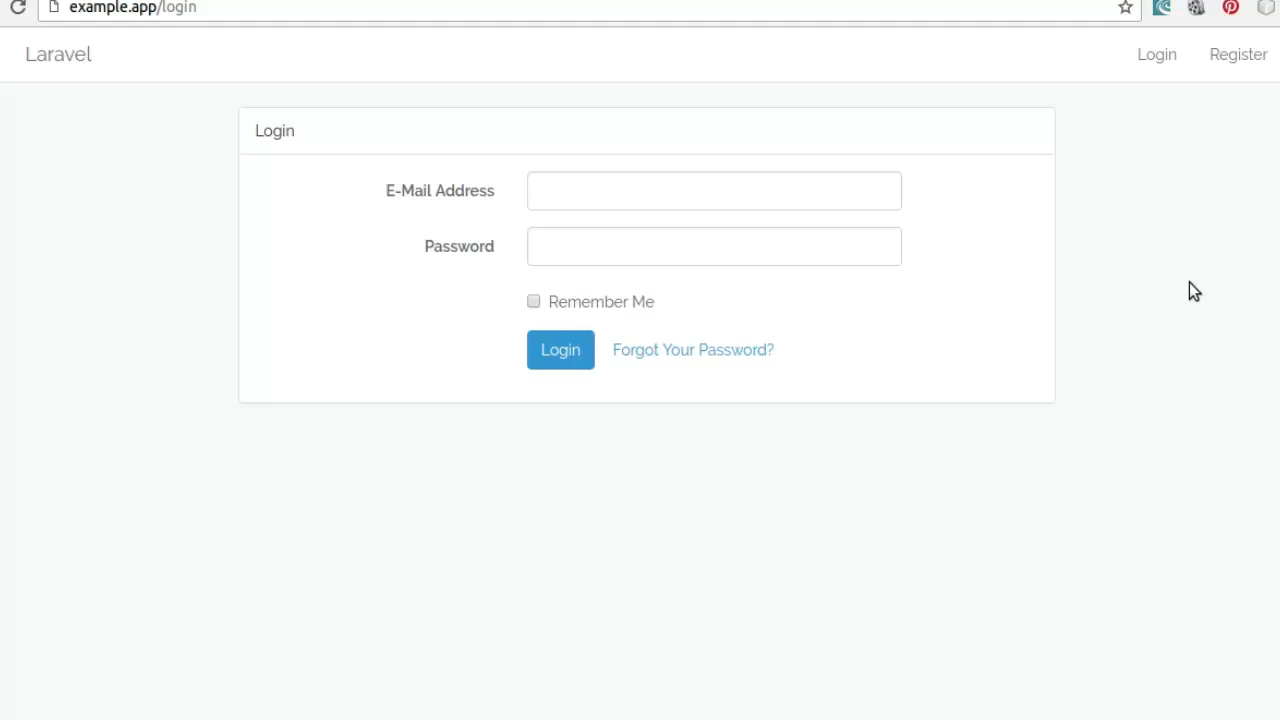 example.app/login
Laravel Login Register
Login
E-Mail Address
Password
Remember Me
Login Forgot Your Password?